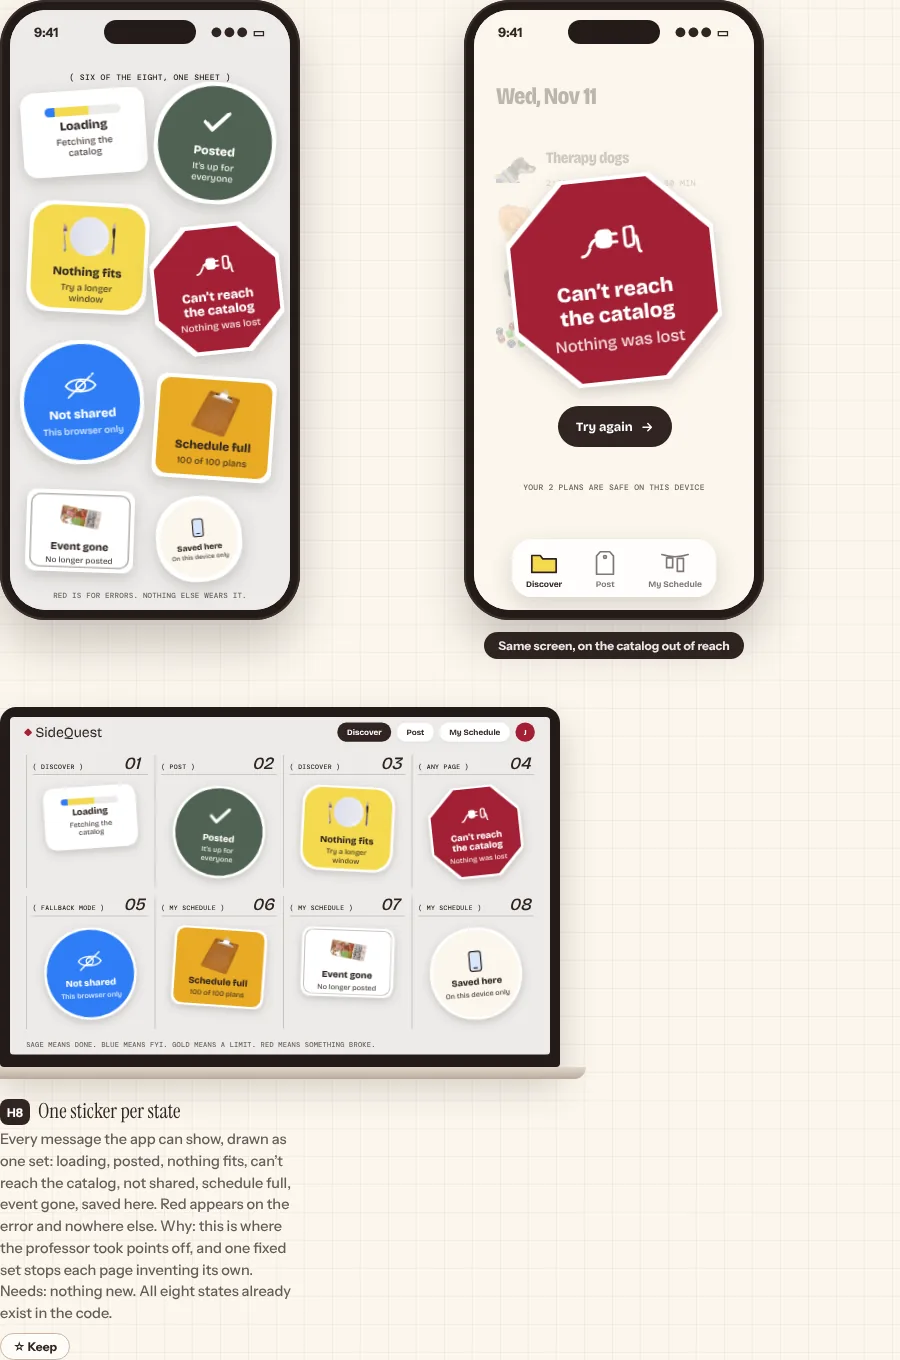 9:41
( SIX OF THE EIGHT, ONE SHEET )
Loading
Fetching the
catalog
Posted
It's up for
everyone
Nothing fits
Try a longer
window
Can't reach
the catalog
Nothing was lost
Not shared
This browser only
Schedule full
100 of 100 plans
Event gone
No longer posted
Saved here
On this device only
RED IS FOR ERRORS. NOTHING ELSE WEARS IT.
9:41
Wed, Nov 11
Therapy dogs
MIN
Can't reach
the catalog
Nothing was lost
Try again →
YOUR 2 PLANS ARE SAFE ON THIS DEVICE
Discover
Post
My Schedule
Same screen, on the catalog out of reach
SideQuest
Discover
Post
My Schedule
J
( DISCOVER ) 01
( POST ) 02
( DISCOVER ) 03
( ANY PAGE ) 04
Loading
Fetching the
catalog
Posted
It's up for
everyone
Nothing fits
Try a longer
window
Can't reach
the catalog
Nothing was lost
( FALLBACK MODE ) 05
( MY SCHEDULE ) 06
( MY SCHEDULE ) 07
( MY SCHEDULE ) 08
Not shared
This browser only
Schedule full
100 of 100 plans
Event gone
No longer posted
Saved here
On this device only
SAGE MEANS DONE. BLUE MEANS FYI. GOLD MEANS A LIMIT. RED MEANS SOMETHING BROKE.
H8 One sticker per state
Every message the app can show, drawn as
one set: loading, posted, nothing fits, can't
reach the catalog, not shared, schedule full,
event gone, saved here. Red appears on the
error and nowhere else. Why: this is where
the professor took points off, and one fixed
set stops each page inventing its own.
Needs: nothing new. All eight states already
exist in the code.
☆ Keep